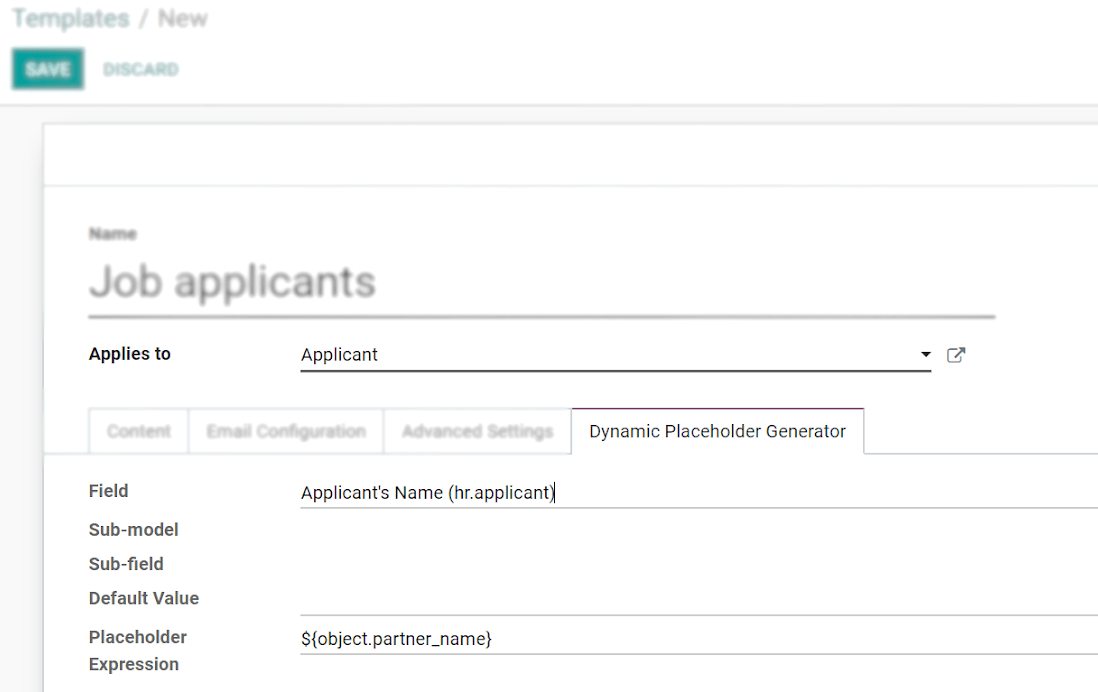 Templates / New
SAVE DISCARD
Name
Job applicants
Applies to Applicant
Content Email Configuration Advanced Settings Dynamic Placeholder Generator
Field Applicant's Name (hr.applicant)
Sub-model
Sub-field
Default Value
Placeholder ${object.partner_name}
Expression